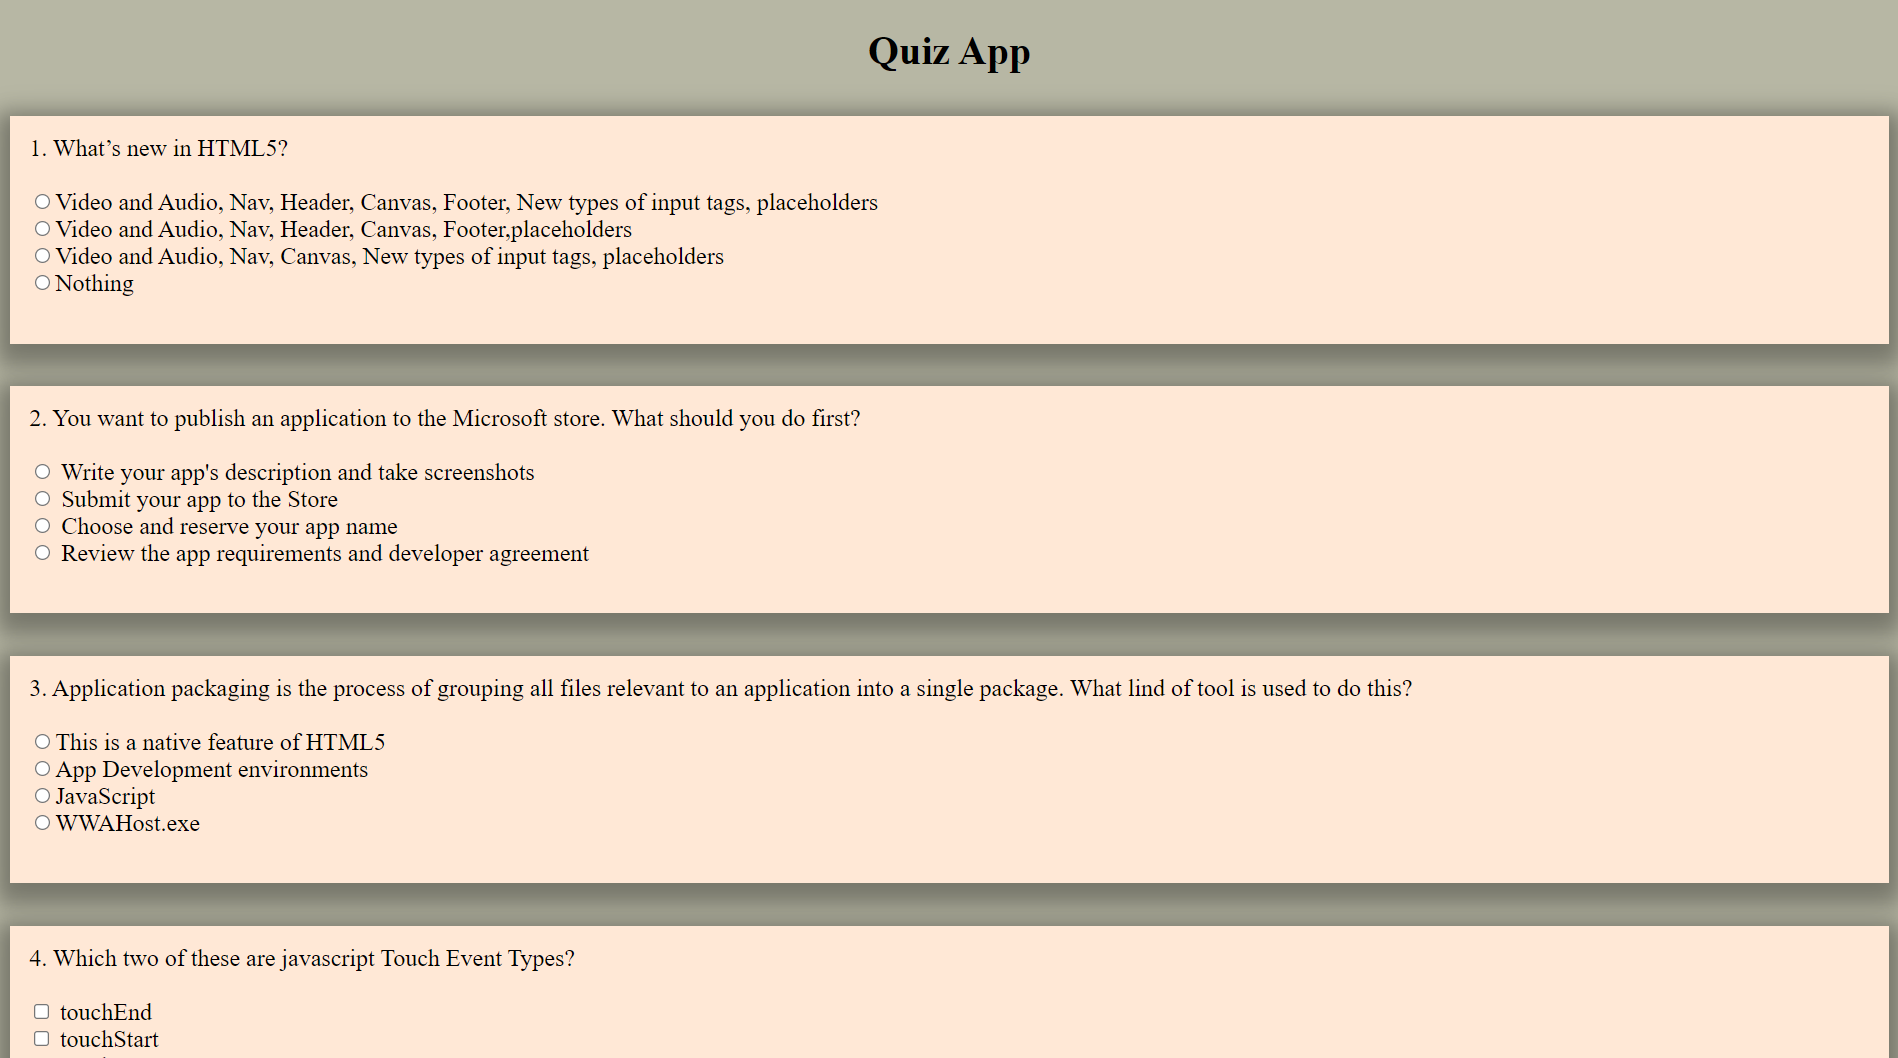 Quiz App
1. What’s new in HTML5?
Video and Audio, Nav, Header, Canvas, Footer, New types of input tags, placeholders
Video and Audio, Nav, Header, Canvas, Footer,placeholders
Video and Audio, Nav, Canvas, New types of input tags, placeholders
Nothing
2. You want to publish an application to the Microsoft store. What should you do first?
Write your app's description and take screenshots
Submit your app to the Store
Choose and reserve your app name
Review the app requirements and developer agreement
3. Application packaging is the process of grouping all files relevant to an application into a single package. What lind of tool is used to do this?
This is a native feature of HTML5
App Development environments
JavaScript
WWAHost.exe
4. Which two of these are javascript Touch Event Types?
touchEnd
touchStart